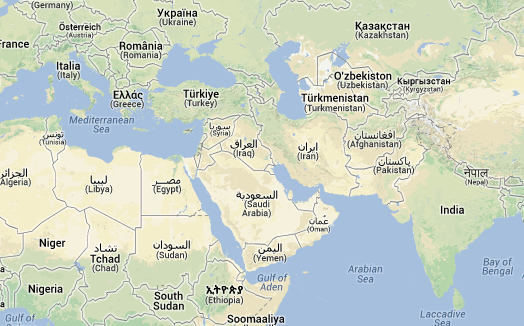 (Germany)
Österreich
(Austria)
France
Україна
(Ukraine)
Қазақстан
(Kazakhstan)
România
(Romania)
Italia
(Italy)
Ελλάς
(Greece)
Türkiye
(Turkey)
O'zbekiston
(Uzbekistan)
Кыргызстан
(Kyrgyzstan)
Türkmenistan
(Turkmenistan)
Mediterranean
Sea
تونس
(Tunisia)
سوريا
(Syria)
العراق
(Iraq)
ایران
(Iran)
افغانستان
(Afghanistan)
پاکستان
(Pakistan)
नेपाल
(Nepal)
الجزائر
(Algeria)
ليبيا
(Libya)
مصر
(Egypt)
السعودية
(Saudi
Arabia)
عُمان
(Oman)
India
Niger
تشاد
Tchad
(Chad)
السودان
(Sudan)
اليمن
(Yemen)
Gulf of
Aden
Arabian
Sea
Bay of
Bengal
Nigeria
South
Sudan
ኢትዮጵያ
(Ethiopia)
Soomaaliya
Laccadive
Sea